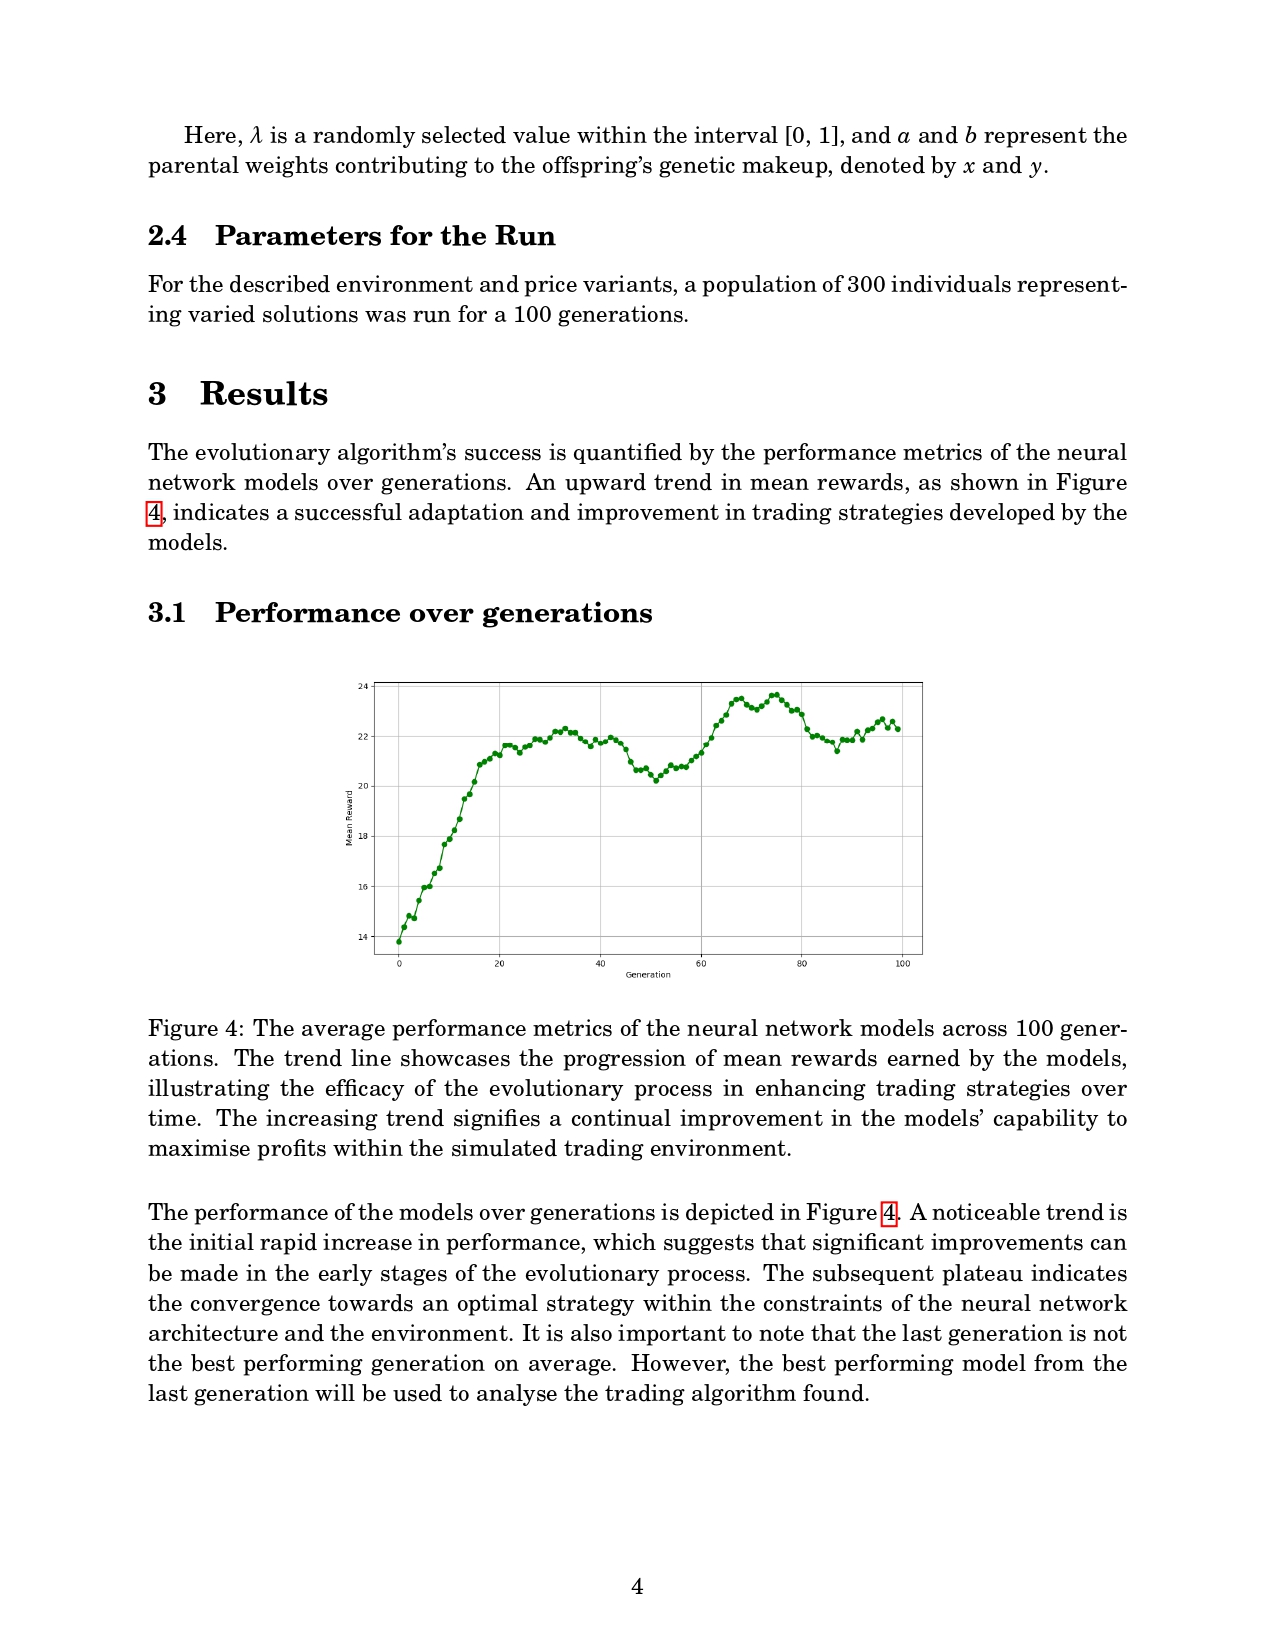 Here, λ is a randomly selected value within the interval [0, 1], and a and b represent the
parental weights contributing to the offspring's genetic makeup, denoted by x and y.
2.4 Parameters for the Run
For the described environment and price variants, a population of 300 individuals represent-
ing varied solutions was run for a 100 generations.
3 Results
The evolutionary algorithm's success is quantified by the performance metrics of the neural
network models over generations. An upward trend in mean rewards, as shown in Figure
4, indicates a successful adaptation and improvement in trading strategies developed by the
models.
3.1 Performance over generations
24
22
20
18
16
14
Mean Reward
0 20 40 60 80 100
Generation
Figure 4: The average performance metrics of the neural network models across 100 gener-
ations. The trend line showcases the progression of mean rewards earned by the models,
illustrating the efficacy of the evolutionary process in enhancing trading strategies over
time. The increasing trend signifies a continual improvement in the models' capability to
maximise profits within the simulated trading environment.
The performance of the models over generations is depicted in Figure 4. A noticeable trend is
the initial rapid increase in performance, which suggests that significant improvements can
be made in the early stages of the evolutionary process. The subsequent plateau indicates
the convergence towards an optimal strategy within the constraints of the neural network
architecture and the environment. It is also important to note that the last generation is not
the best performing generation on average. However, the best performing model from the
last generation will be used to analyse the trading algorithm found.
4